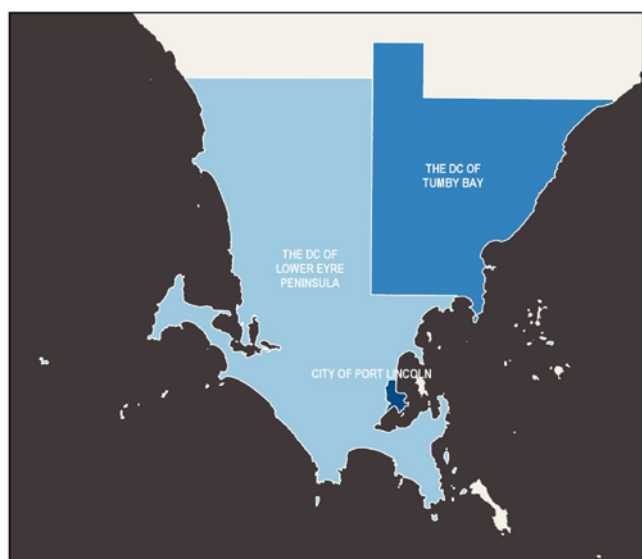 THE DC OF
TUMBY BAY
THE DC OF
LOWER EYRE
PENINSULA
CITY OF PORT LINCOLN